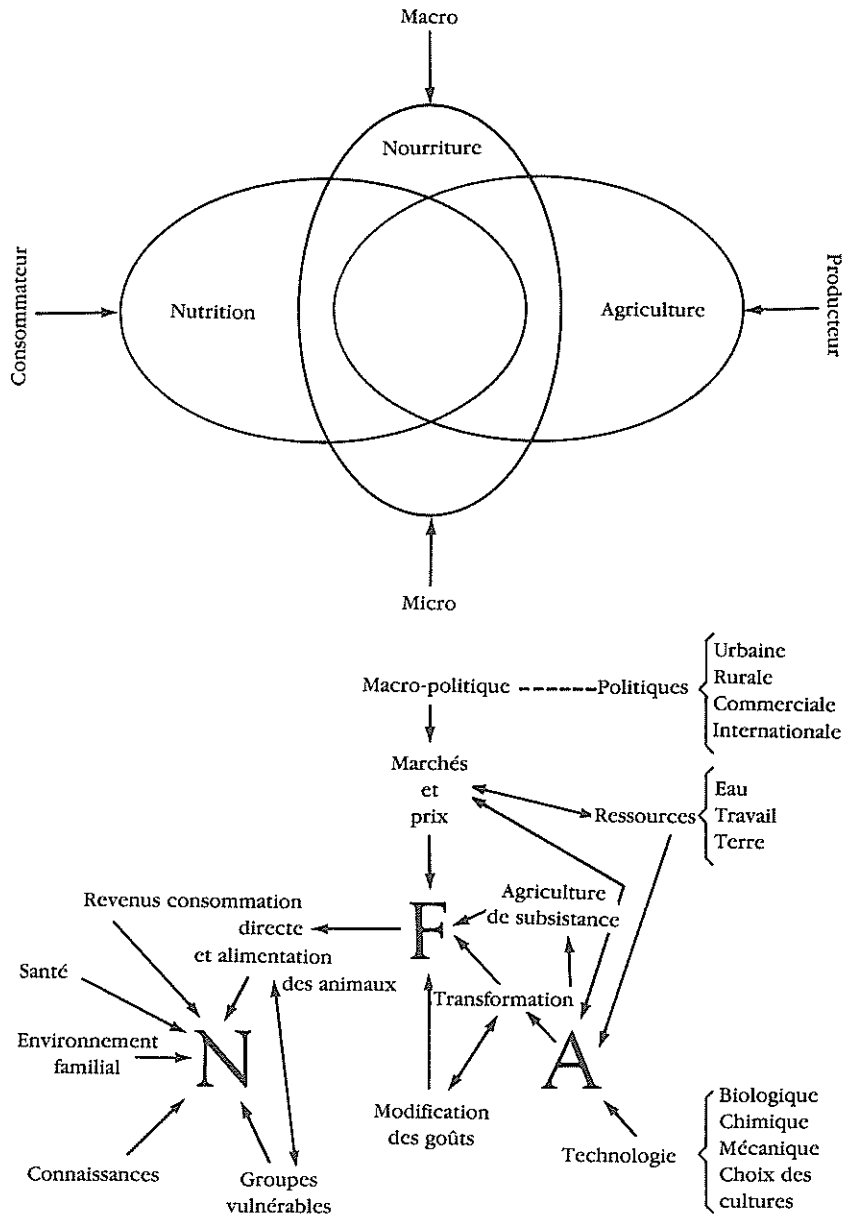 Macro
Nourriture
Consommateur
Nutrition
Agriculture
Producteur
Micro
Macro-politique
Politiques
Urbaine
Rurale
Commerciale
Internationale
Marchés
et
prix
Ressources
Eau
Travail
Terre
Revenus consommation
directe
et alimentation
des animaux
F
Agriculture
de subsistance
Santé
Transformation
Environnement
familial
N
A
Modification
des goûts
Connaissances
Groupes
vulnérables
Technologie
Biologique
Chimique
Mécanique
Choix des
cultures